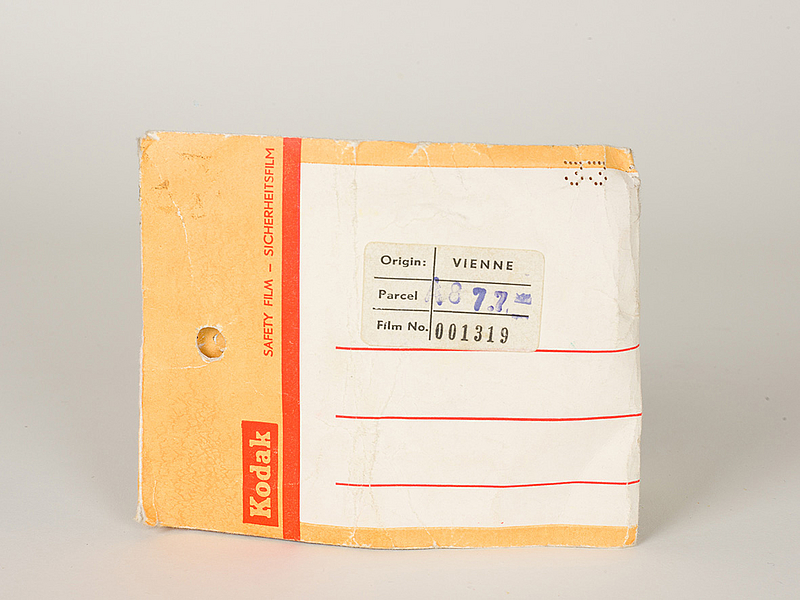 SAFETY FILM – SICHERHEITSFILM
Kodak
Origin: VIENNE
Parcel
Film No. 001319